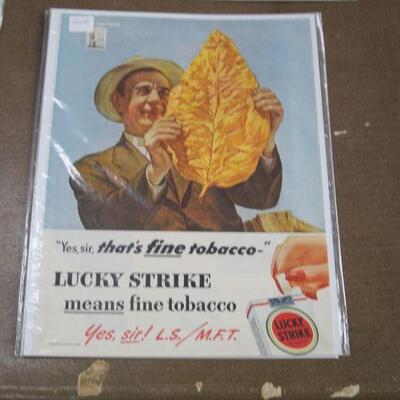 "Yes, sir, that's fine tobacco-"
LUCKY STRIKE
means fine tobacco
Yes, sir! L.S./M.F.T.
LUCKY
STRIKE